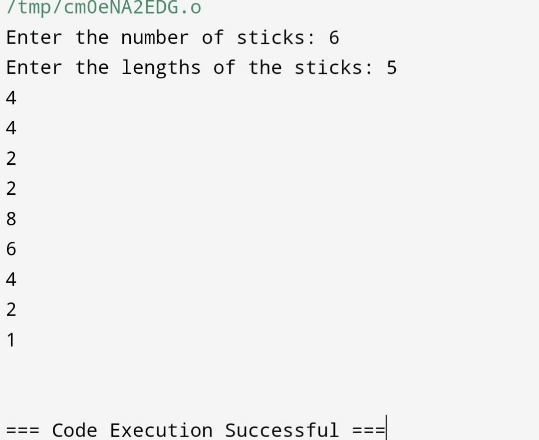 /tmp/cm0eNA2EDG.o
Enter the number of sticks: 6
Enter the lengths of the sticks: 5
4
4
2
2
8
6
4
2
1
=== Code Execution Successful ===